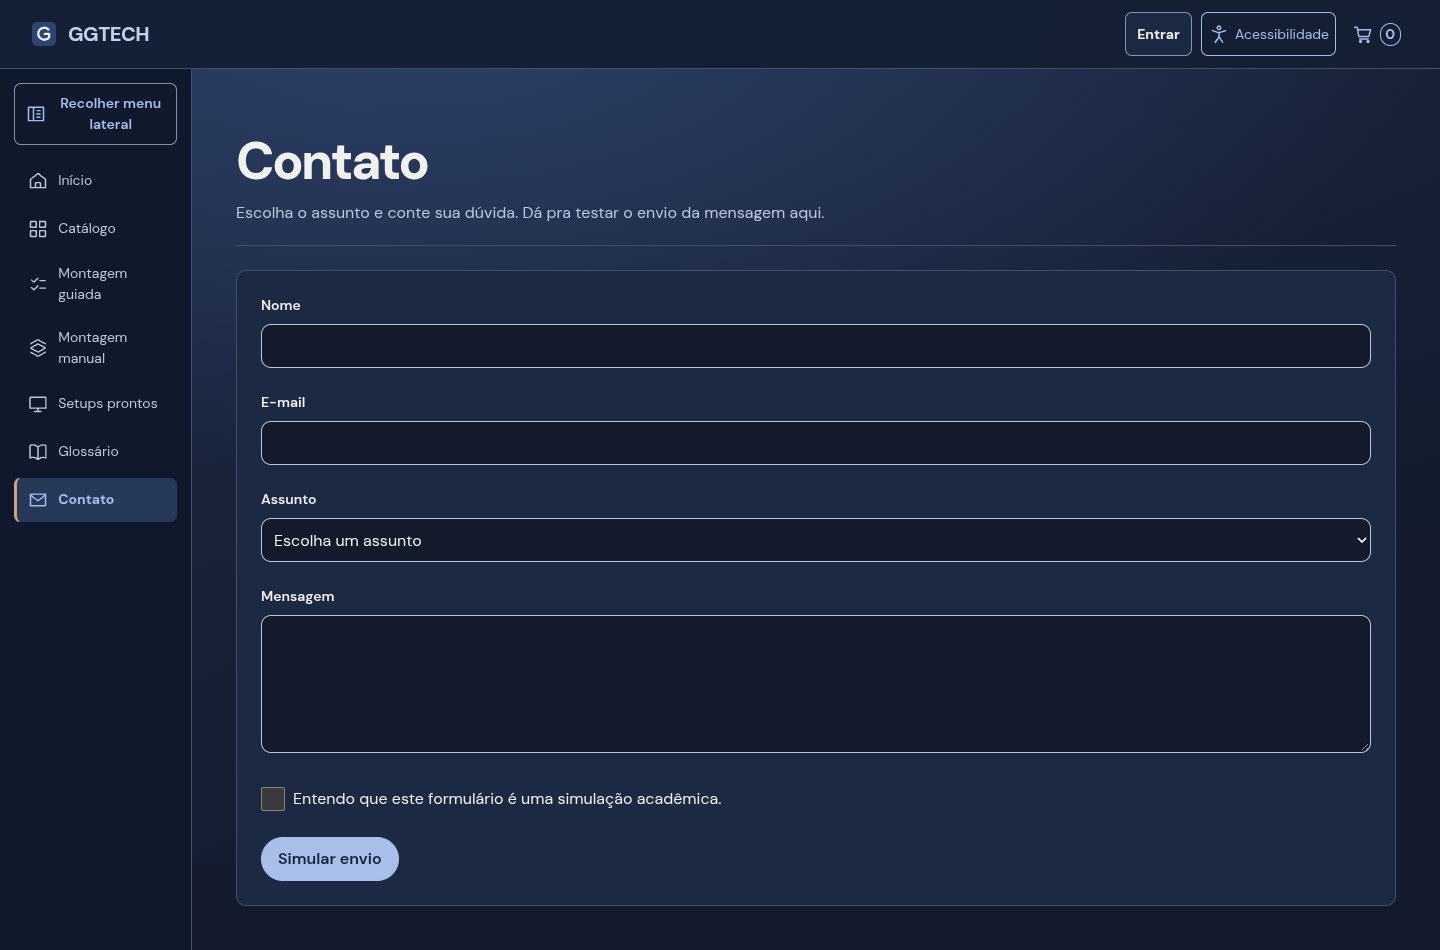 G GGTECH
Entrar
Acessibilidade
0
Recolher menu
lateral
Início
Catálogo
Montagem
guiada
Montagem
manual
Setups prontos
Glossário
Contato
Contato
Escolha o assunto e conte sua dúvida. Dá pra testar o envio da mensagem aqui.
Nome
E-mail
Assunto
Escolha um assunto
Mensagem
Entendo que este formulário é uma simulação acadêmica.
Simular envio